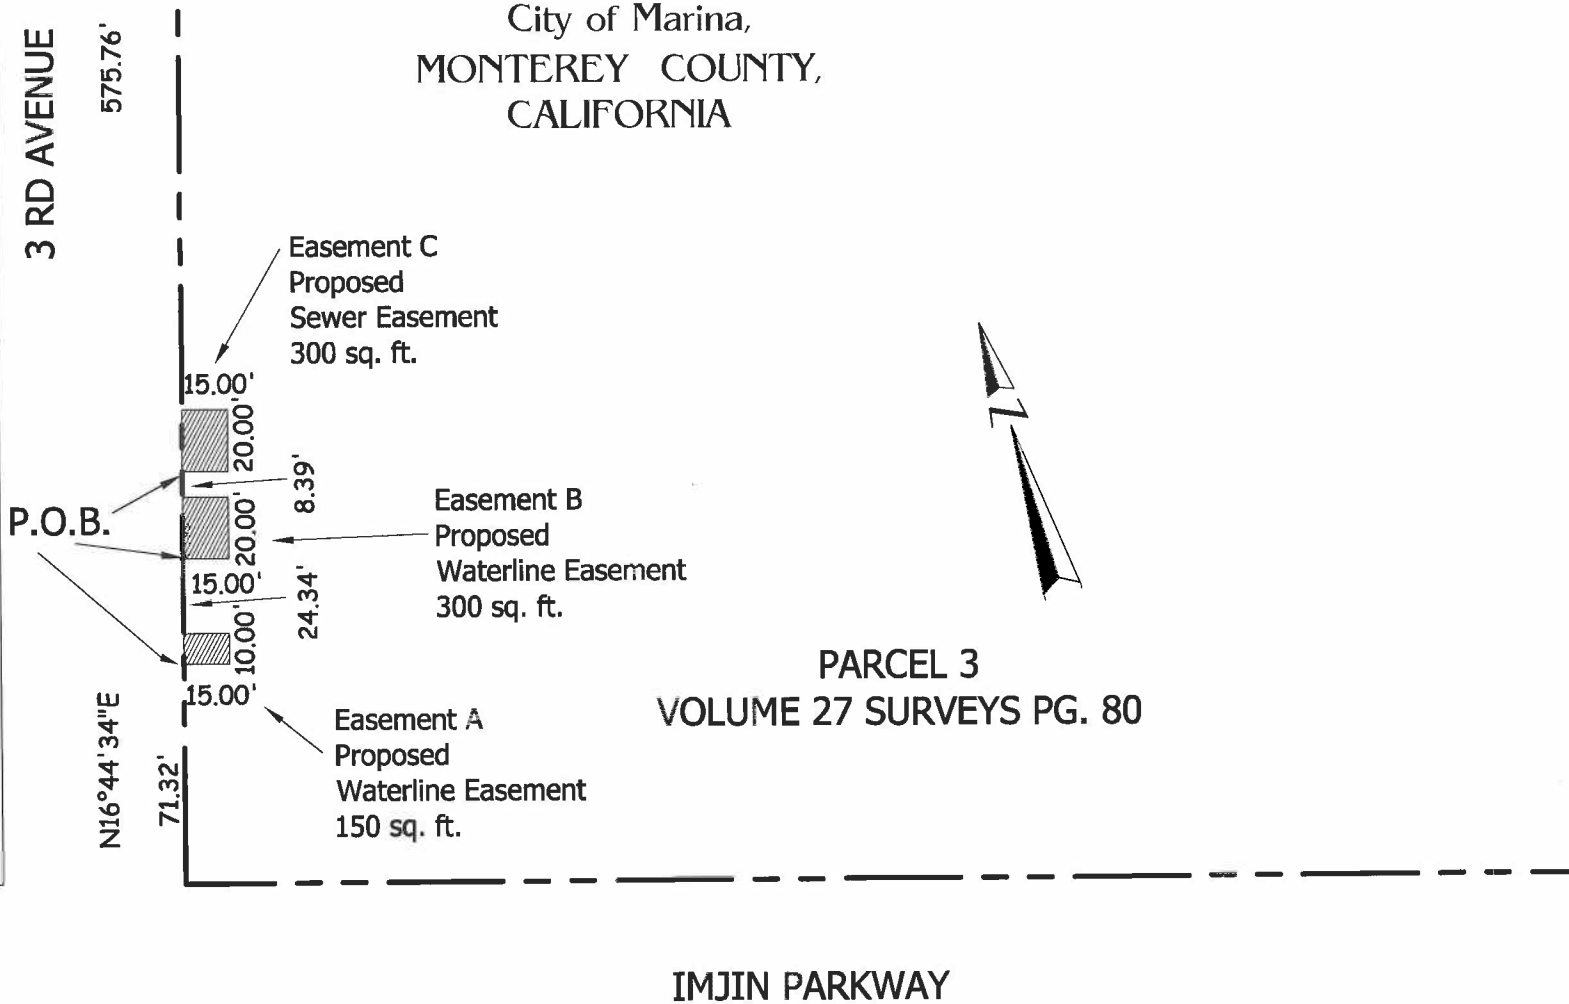 City of Marina,
MONTEREY COUNTY,
CALIFORNIA
3 RD AVENUE
575.76'
Easement C
Proposed
Sewer Easement
300 sq. ft.
15.00'
20.00'
8.39'
P.O.B.
20.00'
Easement B
Proposed
Waterline Easement
300 sq. ft.
15.00'
24.34'
10.00'
15.00'
Easement A
Proposed
Waterline Easement
150 sq. ft.
N16°44'34"E
71.32'
Z
PARCEL 3
VOLUME 27 SURVEYS PG. 80
IMJIN PARKWAY